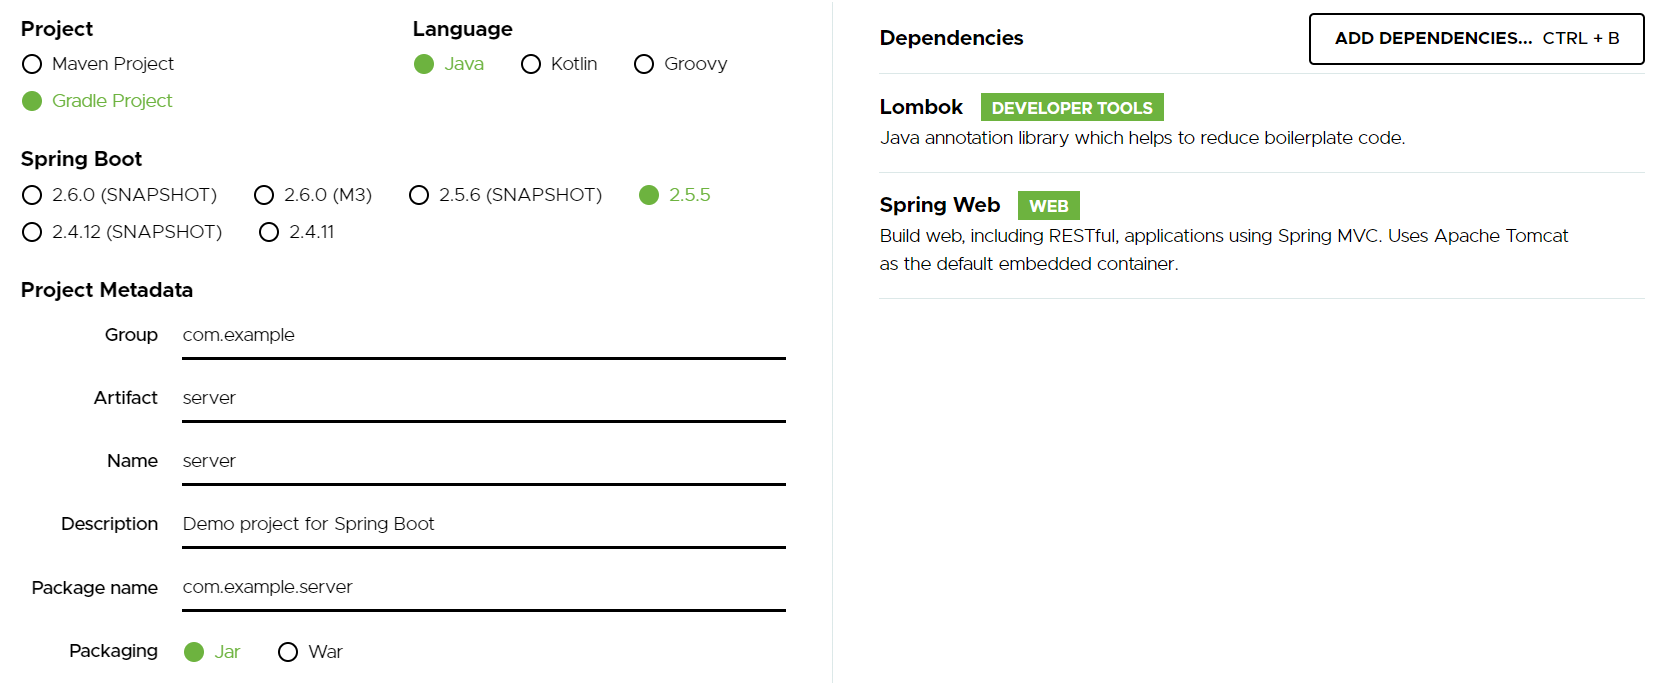 Project
Maven Project
Gradle Project
Language
Java Kotlin Groovy
Spring Boot
2.6.0 (SNAPSHOT) 2.6.0 (M3) 2.5.6 (SNAPSHOT) 2.5.5
2.4.12 (SNAPSHOT) 2.4.11
Project Metadata
Group com.example
Artifact server
Name server
Description Demo project for Spring Boot
Package name com.example.server
Packaging Jar War
Dependencies
ADD DEPENDENCIES... CTRL + B
Lombok DEVELOPER TOOLS
Java annotation library which helps to reduce boilerplate code.
Spring Web WEB
Build web, including RESTful, applications using Spring MVC. Uses Apache Tomcat
as the default embedded container.